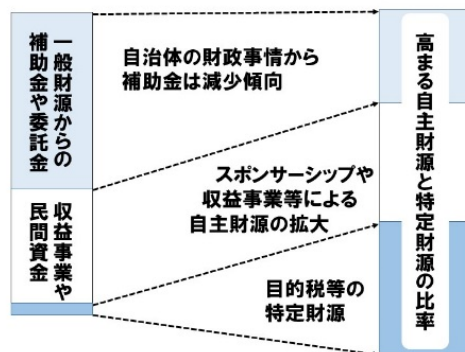 一般財源からの
補助金や委託金
収益事業や
民間資金
自治体の財政事情から
補助金は減少傾向
スポンサーシップや
収益事業等による
自主財源の拡大
目的税等の
特定財源
高まる自主財源と特定財源の比率